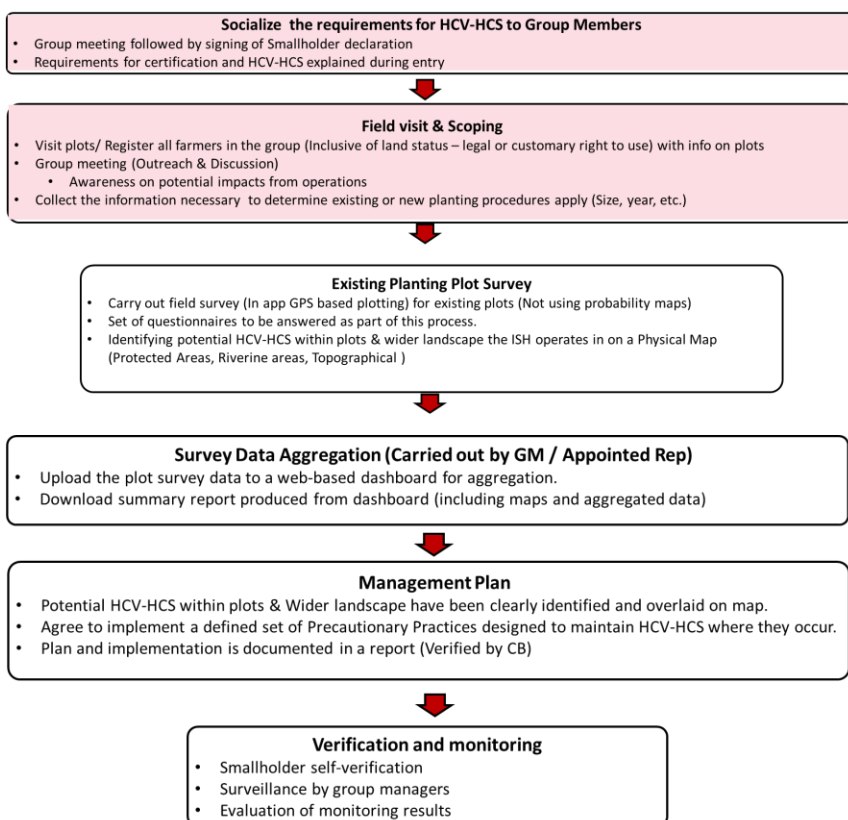 Socialize the requirements for HCV-HCS to Group Members
• Group meeting followed by signing of Smallholder declaration
• Requirements for certification and HCV-HCS explained during entry
Field visit & Scoping
• Visit plots/ Register all farmers in the group (Inclusive of land status – legal or customary right to use) with info on plots
• Group meeting (Outreach & Discussion)
• Awareness on potential impacts from operations
• Collect the information necessary to determine existing or new planting procedures apply (Size, year, etc.)
Existing Planting Plot Survey
• Carry out field survey (In app GPS based plotting) for existing plots (Not using probability maps)
• Set of questionnaires to be answered as part of this process.
• Identifying potential HCV-HCS within plots & wider landscape the ISH operates in on a Physical Map
(Protected Areas, Riverine areas, Topographical )
Survey Data Aggregation (Carried out by GM / Appointed Rep)
• Upload the plot survey data to a web-based dashboard for aggregation.
• Download summary report produced from dashboard (including maps and aggregated data)
Management Plan
• Potential HCV-HCS within plots & Wider landscape have been clearly identified and overlaid on map.
• Agree to implement a defined set of Precautionary Practices designed to maintain HCV-HCS where they occur.
• Plan and implementation is documented in a report (Verified by CB)
Verification and monitoring
• Smallholder self-verification
• Surveillance by group managers
• Evaluation of monitoring results